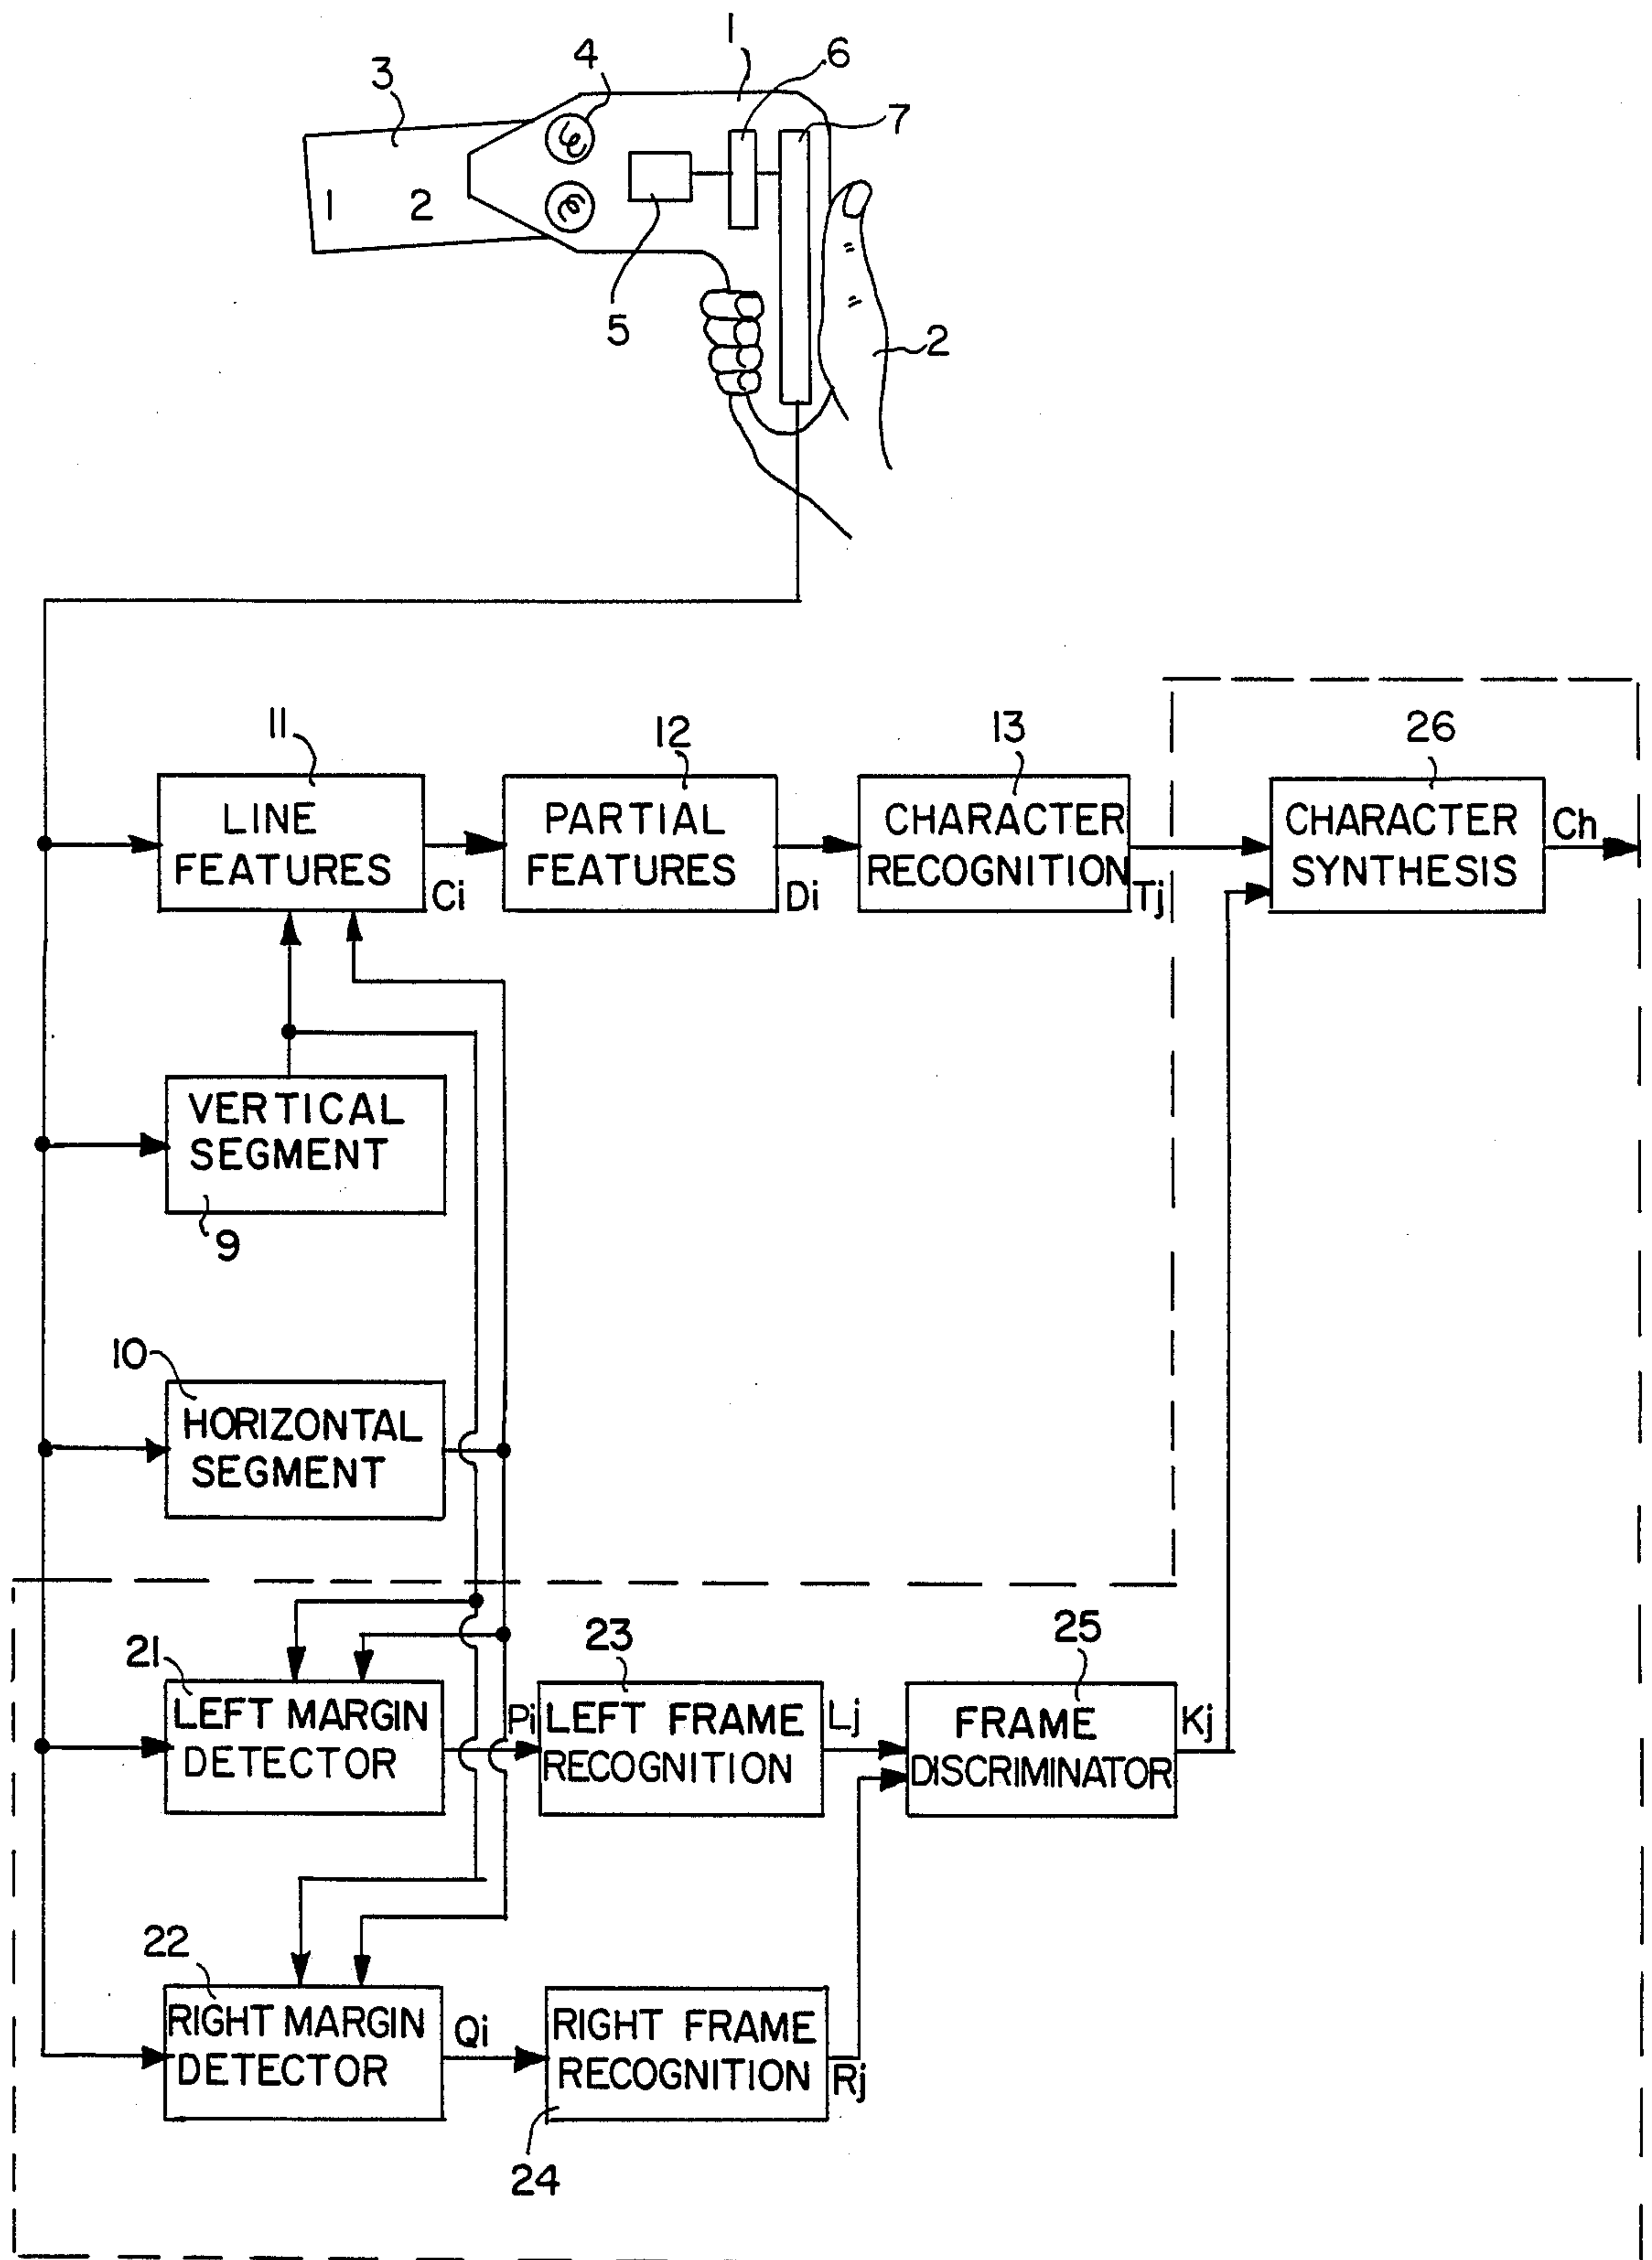 1
4
6
3
7
1 2
5
2
11
12
13
26
LINE
FEATURES
Ci
PARTIAL
FEATURES
Di
CHARACTER
RECOGNITION
Tj
CHARACTER
SYNTHESIS
Ch
VERTICAL
SEGMENT
9
10
HORIZONTAL
SEGMENT
21
LEFT MARGIN
DETECTOR
Pi
23
LEFT FRAME
RECOGNITION
Lj
25
FRAME
DISCRIMINATOR
Kj
22
RIGHT MARGIN
DETECTOR
Qi
RIGHT FRAME
RECOGNITION
Rj
24